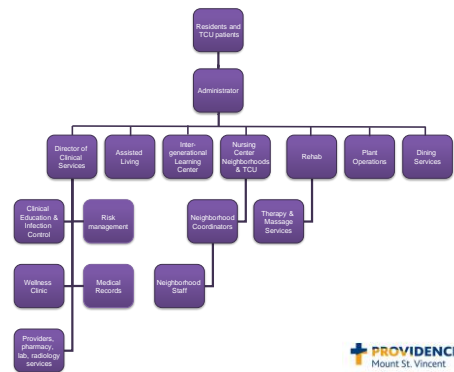 Residents and
TCU patients
Administrator
Director of
Clinical
Services
Assisted
Living
Inter-
generational
Learning
Center
Nursing
Center
Neighborhoods
& TCU
Rehab
Plant
Operations
Dining
Services
Clinical
Education &
Infection
Control
Risk
management
Neighborhood
Coordinators
Therapy &
Massage
Services
Wellness
Clinic
Medical
Records
Neighborhood
Staff
Providers,
pharmacy,
lab, radiology
services
PROVIDENC
Mount St. Vincent